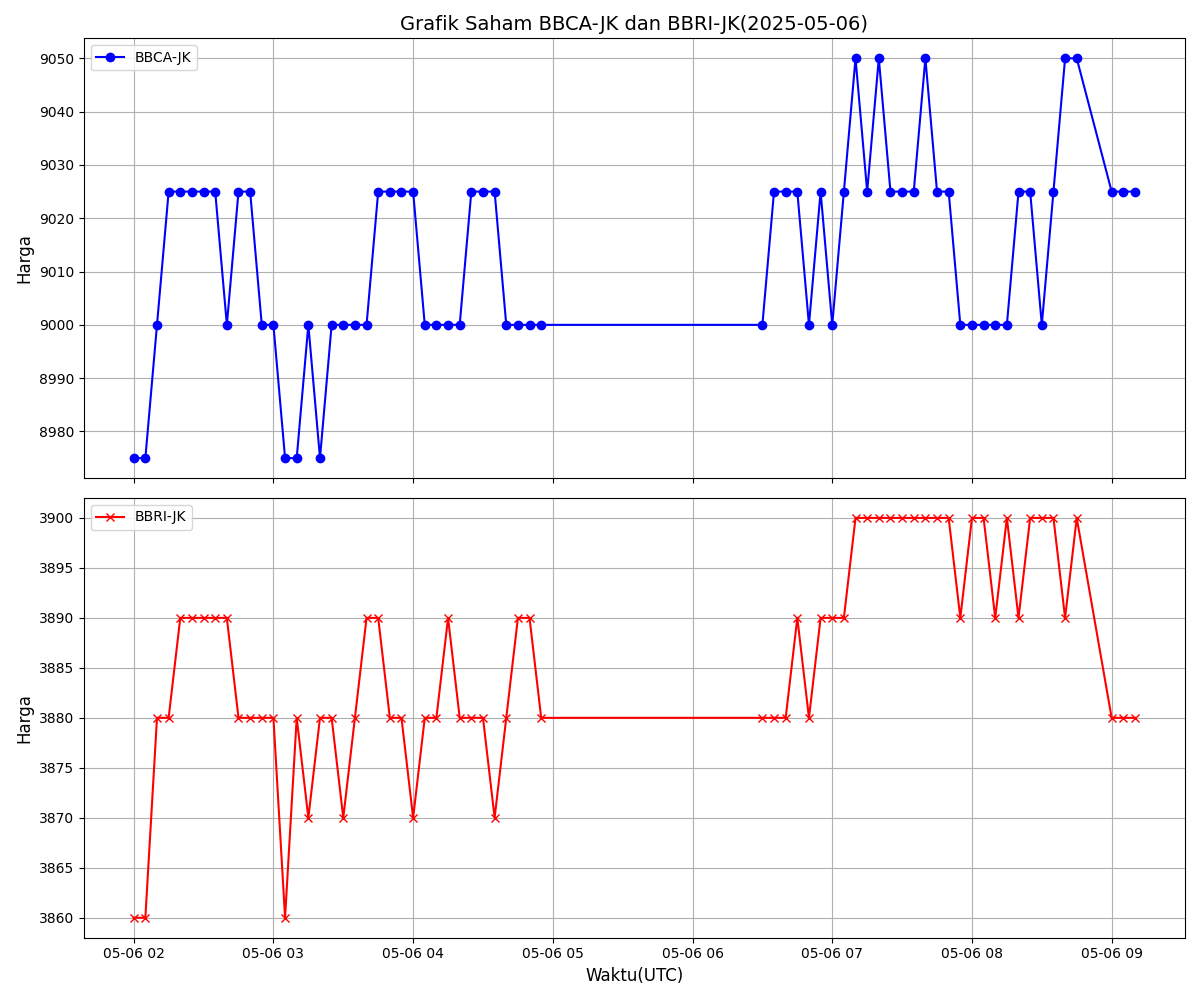 Grafik Saham BBCA-JK dan BBRI-JK(2025-05-06)
BBCA-JK
9050
9040
9030
9020
9010
9000
8990
8980
Harga
BBRI-JK
3900
3895
3890
3885
3880
3875
3870
3865
3860
Harga
05-06 02 05-06 03 05-06 04 05-06 05 05-06 06 05-06 07 05-06 08 05-06 09
Waktu(UTC)